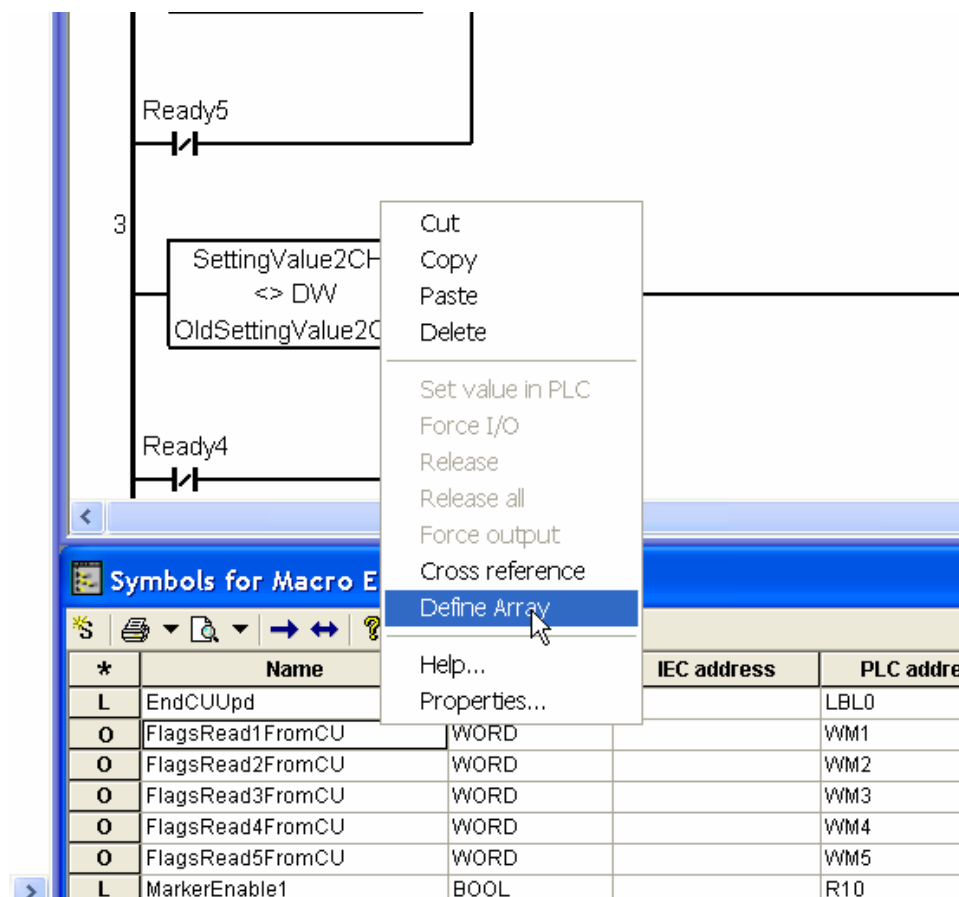 Ready5
3
SettingValue2CH
<> DW
OldSettingValue2C
Ready4
Cut
Copy
Paste
Delete
Set value in PLC
Force I/O
Release
Release all
Force output
Cross reference
Define Array
Help...
Properties...
Symbols for Macro E
* Name IEC address PLC addre
L EndCUUpd LBL0
O FlagsRead1FromCU WORD WM1
O FlagsRead2FromCU WORD WM2
O FlagsRead3FromCU WORD WM3
O FlagsRead4FromCU WORD WM4
O FlagsRead5FromCU WORD WM5
L MarkerEnable1 BOOL R10